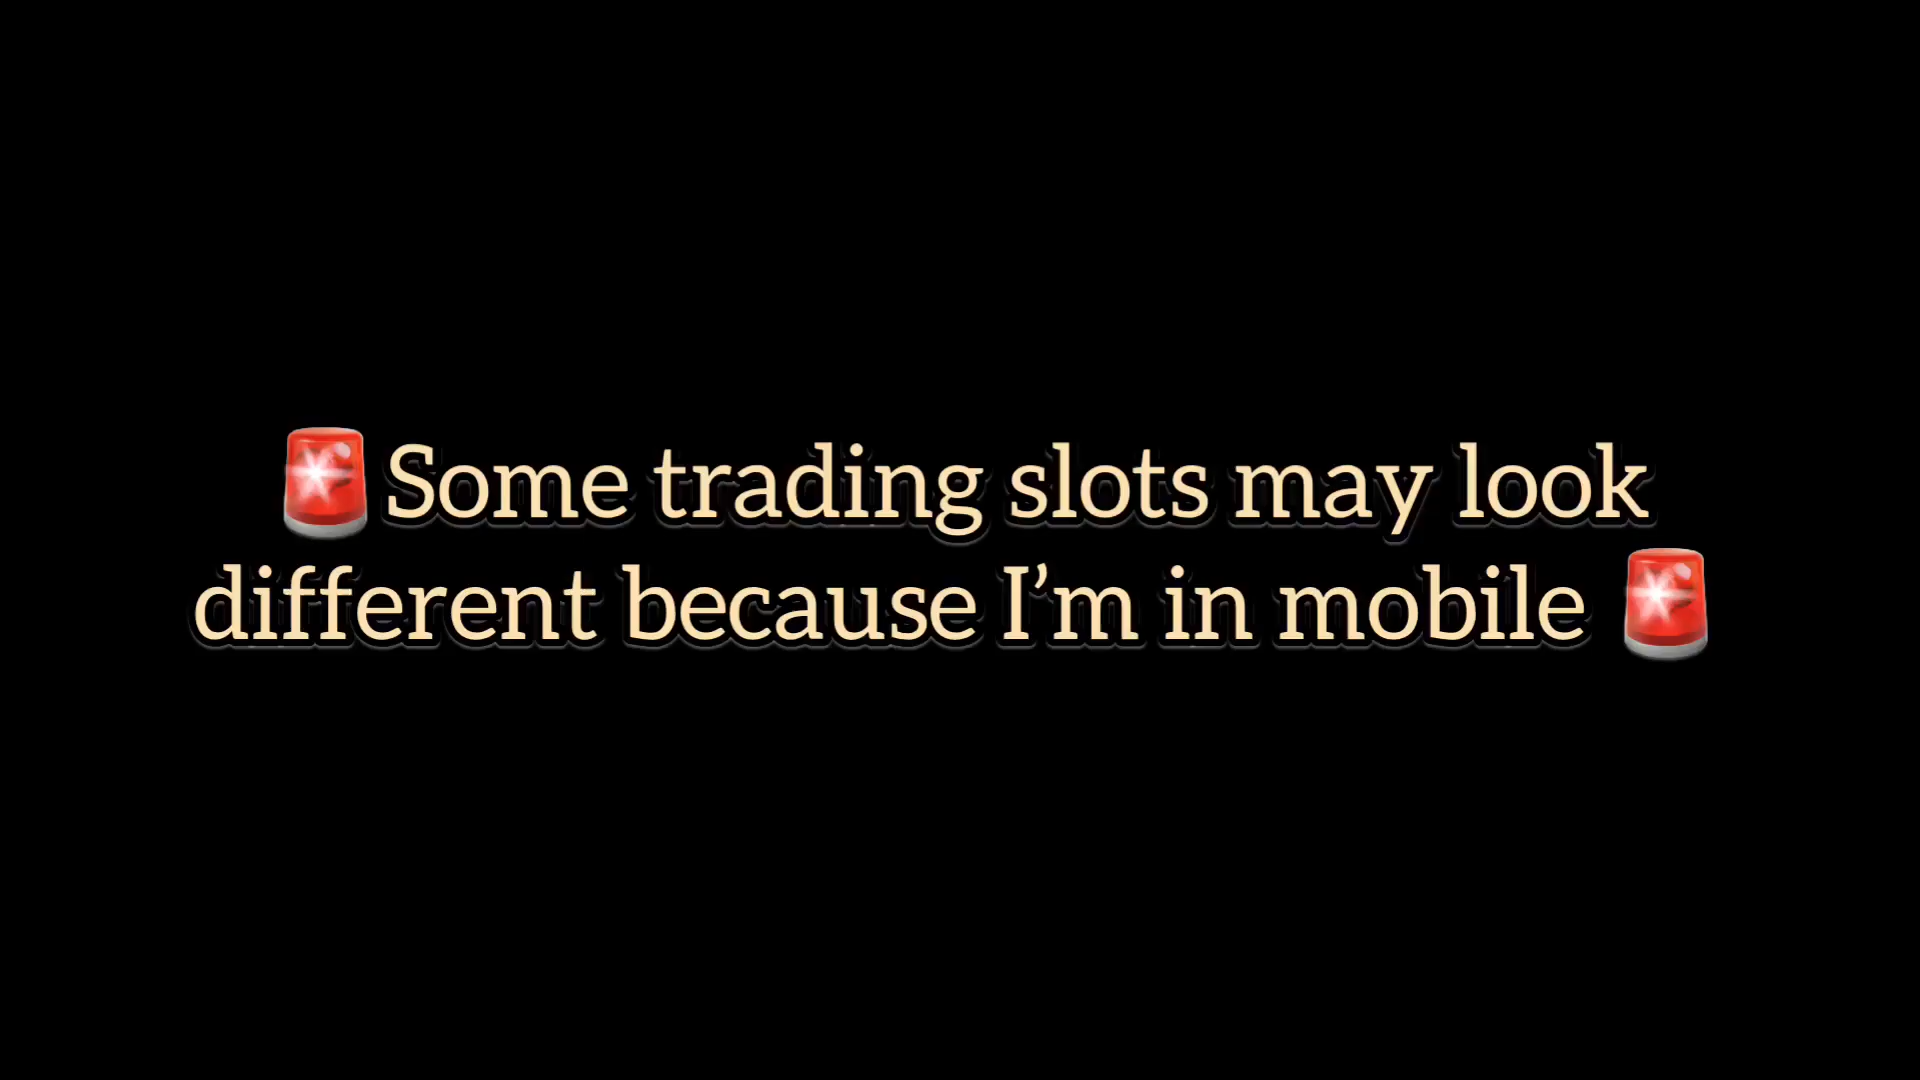 🚨Some trading slots may look
different because I’m in mobile 🚨